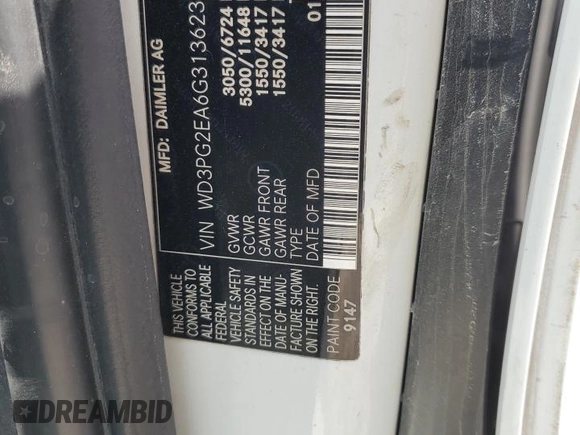 MFD: DAIMLER AG
VIN WD3PG2EA6G313623
GVWR 3050/6724
GCWR 5300/11648
GAWR FRONT 1550/3417
GAWR REAR 1550/3417
TYPE
DATE OF MFD 01
THIS VEHICLE
CONFORMS TO
ALL APPLICABLE
FEDERAL
VEHICLE SAFETY
EFFECT ON THE
DATE OF MANU-
FACTURE SHOWN
ON THE RIGHT.
PAINT CODE
9147
DREAMBID